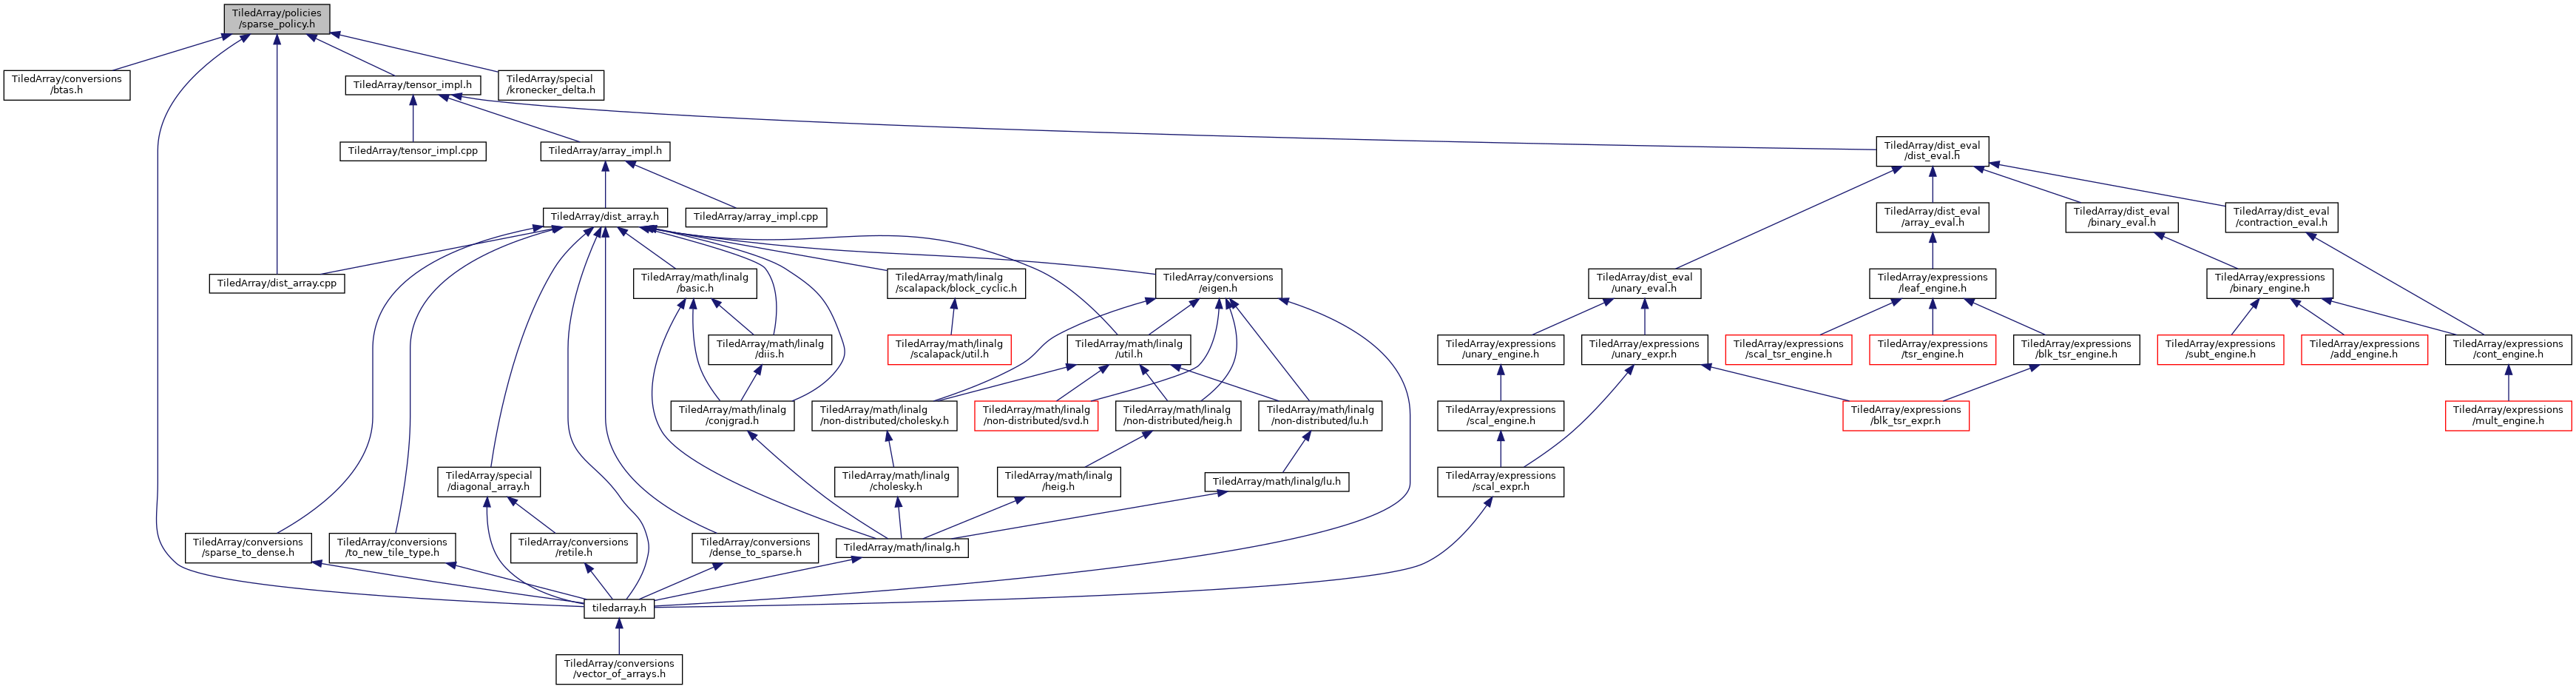 TiledArray/policies
/sparse_policy.h
TiledArray/conversions
/btas.h
TiledArray/tensor_impl.h
TiledArray/special
/kronecker_delta.h
TiledArray/tensor_impl.cpp
TiledArray/array_impl.h
TiledArray/dist_eval
/dist_eval.h
TiledArray/dist_array.h
TiledArray/array_impl.cpp
TiledArray/dist_eval
/array_eval.h
TiledArray/dist_eval
/binary_eval.h
TiledArray/dist_eval
/contraction_eval.h
TiledArray/dist_array.cpp
TiledArray/math/linalg
/basic.h
TiledArray/math/linalg
/scalapack/block_cyclic.h
TiledArray/conversions
/eigen.h
TiledArray/dist_eval
/unary_eval.h
TiledArray/expressions
/leaf_engine.h
TiledArray/expressions
/binary_engine.h
TiledArray/math/linalg
/diis.h
TiledArray/math/linalg
/scalapack/util.h
TiledArray/math/linalg
/util.h
TiledArray/expressions
/unary_engine.h
TiledArray/expressions
/unary_expr.h
TiledArray/expressions
/scal_tsr_engine.h
TiledArray/expressions
/tsr_engine.h
TiledArray/expressions
/blk_tsr_engine.h
TiledArray/expressions
/subt_engine.h
TiledArray/expressions
/add_engine.h
TiledArray/expressions
/cont_engine.h
TiledArray/math/linalg
/conjgrad.h
TiledArray/math/linalg
/non-distributed/cholesky.h
TiledArray/math/linalg
/non-distributed/svd.h
TiledArray/math/linalg
/non-distributed/heig.h
TiledArray/math/linalg
/non-distributed/lu.h
TiledArray/expressions
/scal_engine.h
TiledArray/expressions
/blk_tsr_expr.h
TiledArray/expressions
/mult_engine.h
TiledArray/special
/diagonal_array.h
TiledArray/math/linalg
/cholesky.h
TiledArray/math/linalg
/heig.h
TiledArray/math/linalg/lu.h
TiledArray/expressions
/scal_expr.h
TiledArray/conversions
/sparse_to_dense.h
TiledArray/conversions
/to_new_tile_type.h
TiledArray/conversions
/retile.h
TiledArray/conversions
/dense_to_sparse.h
TiledArray/math/linalg.h
tiledarray.h
TiledArray/conversions
/vector_of_arrays.h